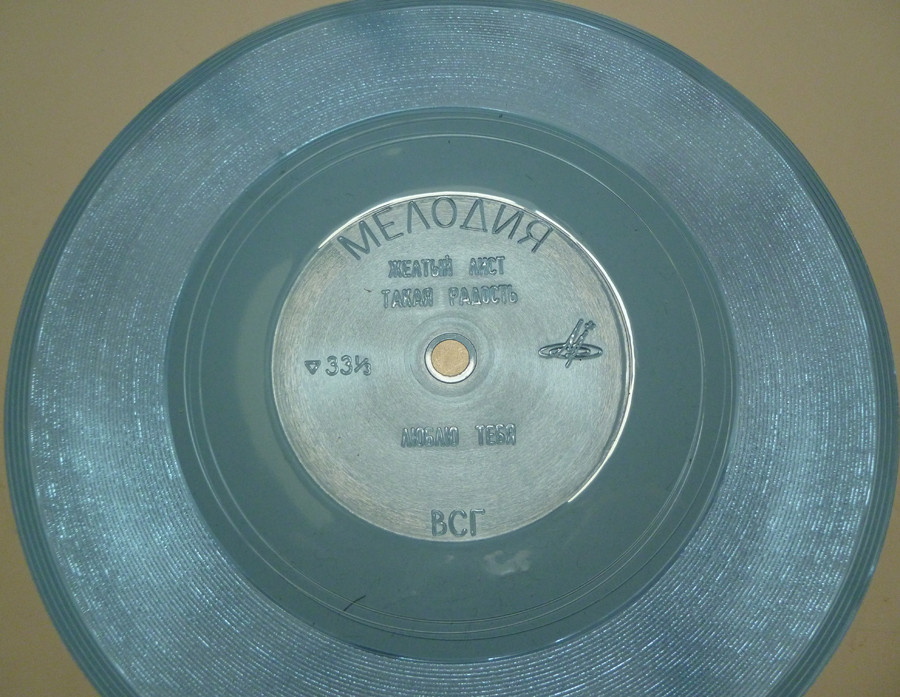 МЕЛОДИЯ
ЖЕЛТЫЙ ЛИСТ
ТАКАЯ РАДОСТЬ
▽ 33⅓
ЛЮБЛЮ ТЕБЯ
ВСГ